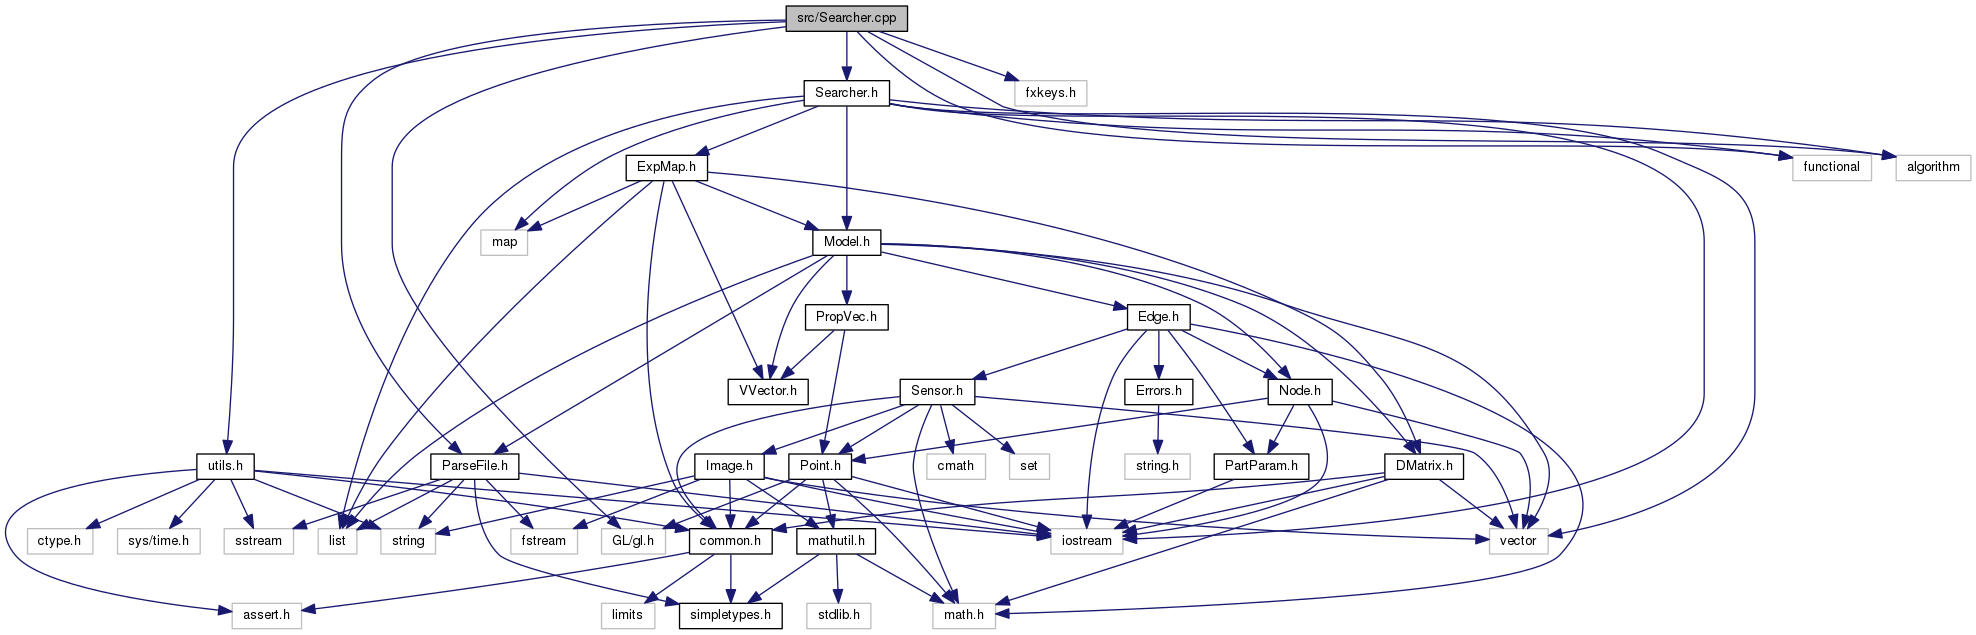 src/Searcher.cpp
Searcher.h
fxkeys.h
ExpMap.h
functional
algorithm
map
Model.h
PropVec.h
Edge.h
VVector.h
Sensor.h
Errors.h
Node.h
utils.h
ParseFile.h
Image.h
Point.h
cmath
set
string.h
PartParam.h
DMatrix.h
ctype.h
sys/time.h
sstream
list
string
fstream
GL/gl.h
common.h
mathutil.h
iostream
vector
assert.h
limits
simpletypes.h
stdlib.h
math.h